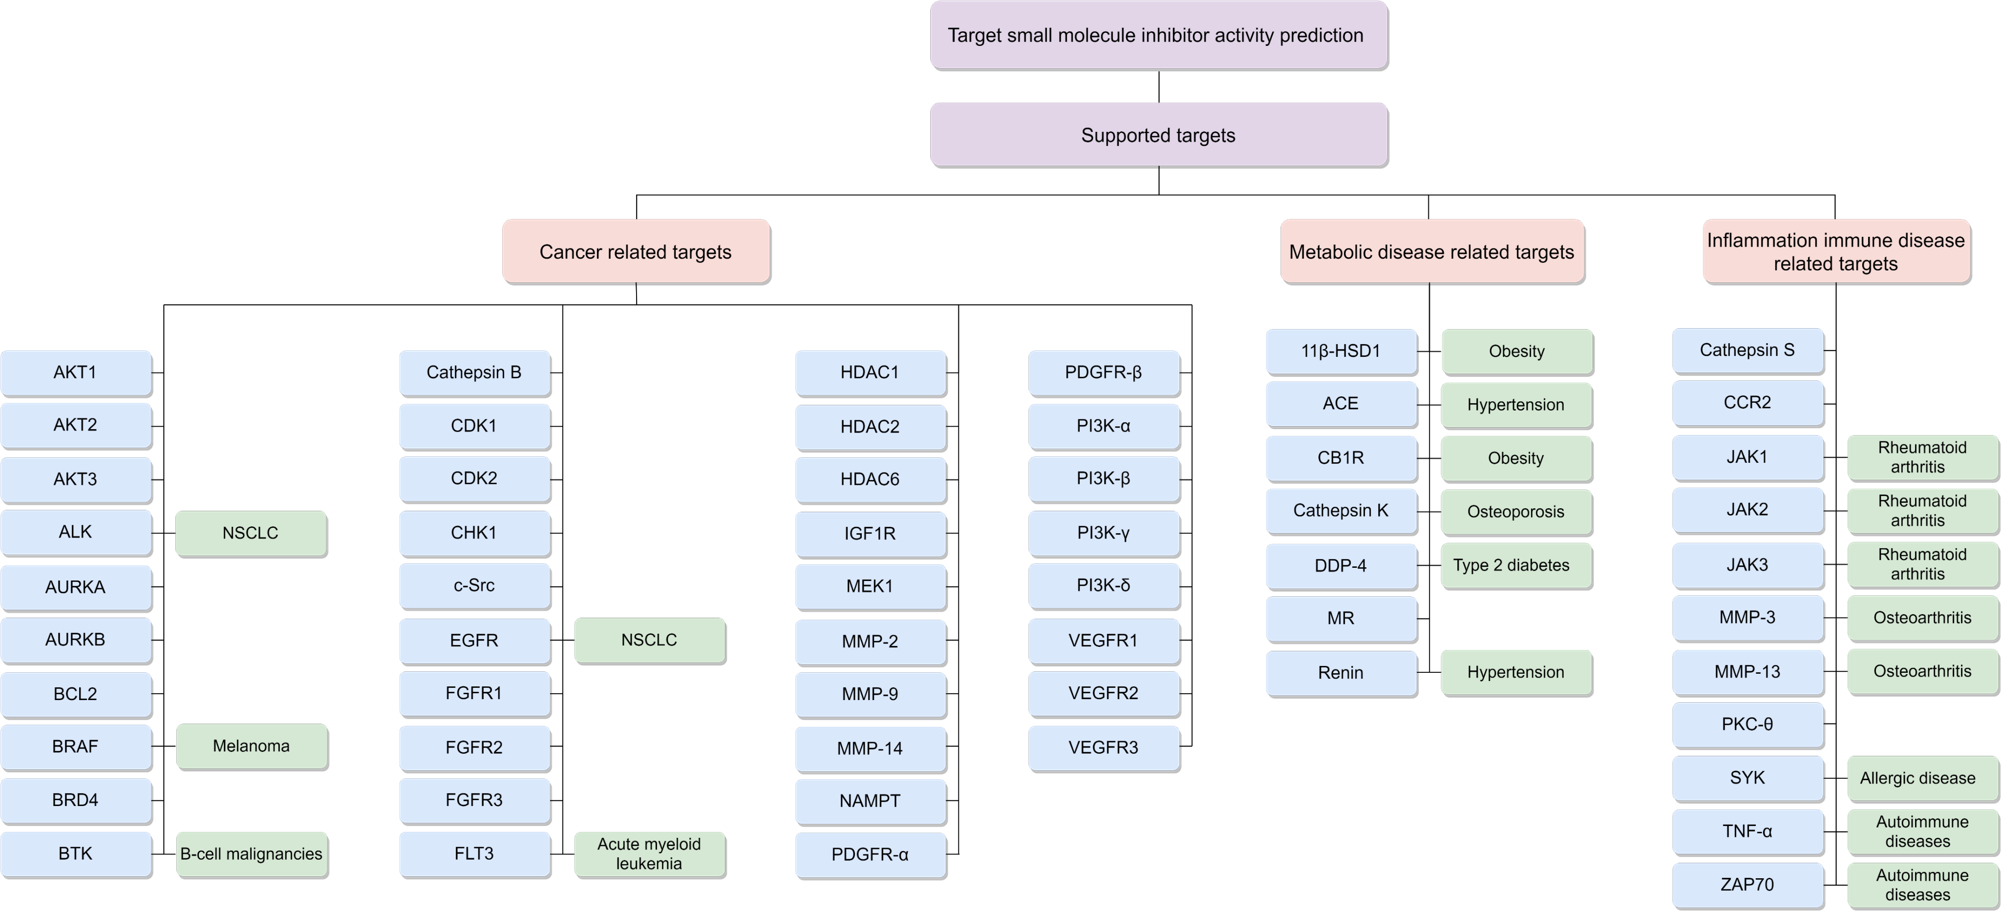 Target small molecule inhibitor activity prediction
Supported targets
Cancer related targets
Metabolic disease related targets
Inflammation immune disease
related targets
AKT1
AKT2
AKT3
ALK
NSCLC
AURKA
AURKB
BCL2
BRAF
Melanoma
BRD4
BTK
B-cell malignancies
Cathepsin B
CDK1
CDK2
CHK1
c-Src
EGFR
NSCLC
FGFR1
FGFR2
FGFR3
FLT3
Acute myeloid
leukemia
HDAC1
HDAC2
HDAC6
IGF1R
MEK1
MMP-2
MMP-9
MMP-14
NAMPT
PDGFR-α
PDGFR-β
PI3K-α
PI3K-β
PI3K-γ
PI3K-δ
VEGFR1
VEGFR2
VEGFR3
11β-HSD1
Obesity
ACE
Hypertension
CB1R
Obesity
Cathepsin K
Osteoporosis
DDP-4
Type 2 diabetes
MR
Renin
Hypertension
Cathepsin S
CCR2
JAK1
Rheumatoid
arthritis
JAK2
Rheumatoid
arthritis
JAK3
Rheumatoid
arthritis
MMP-3
Osteoarthritis
MMP-13
Osteoarthritis
PKC-θ
SYK
Allergic disease
TNF-α
Autoimmune
diseases
ZAP70
Autoimmune
diseases